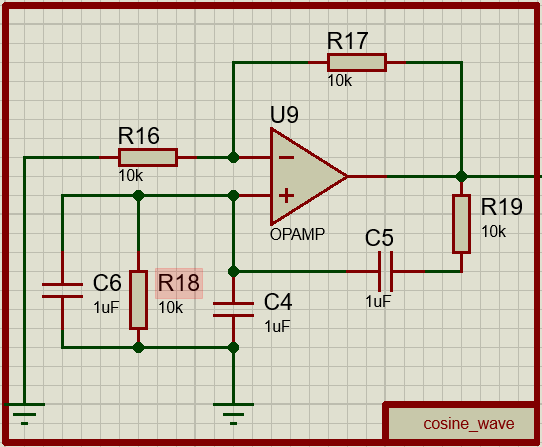 R17
10k
U9
R16
10k
OPAMP
R19
10k
C5
1uF
C6
1uF
R18
10k
C4
1uF
cosine_wave